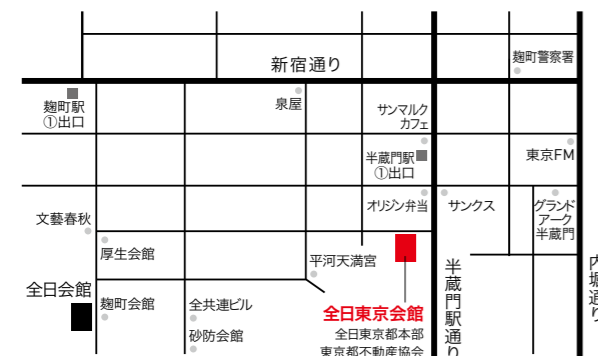 新宿通り
麹町警察署
麹町駅
①出口
泉屋
サンマルク
カフェ
半蔵門駅
①出口
東京FM
オリジン弁当
サンクス
グランド
アーク
半蔵門
文藝春秋
厚生会館
平河天満宮
半蔵門駅通り
内堀通り
全日会館
麹町会館
全共連ビル
砂防会館
全日東京会館
全日東京都本部
東京都不動産協会